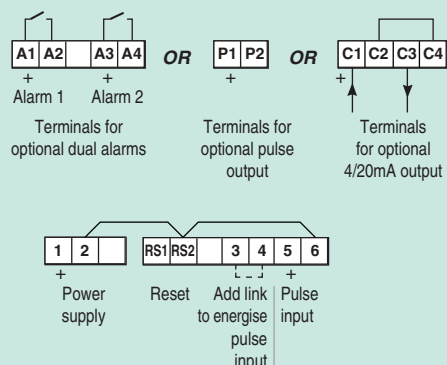 A1 A2 A3 A4 OR P1 P2 OR C1 C2 C3 C4
+ + + +
Alarm 1 Alarm 2
Terminals for
optional dual alarms
Terminals for
optional pulse
output
Terminals
for optional
4/20mA output
1 2 RS1 RS2 3 4 5 6
+ +
Power
supply
Reset
Add link
to energise
pulse
input
Pulse
input